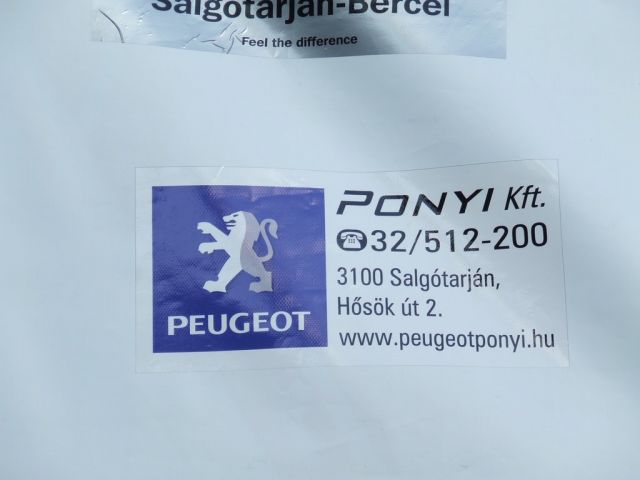 Salgótarján-Bercel
Feel the difference
PEUGEOT
PONYI Kft.
☎32/512-200
3100 Salgótarján,
Hősök út 2.
www.peugeotponyi.hu